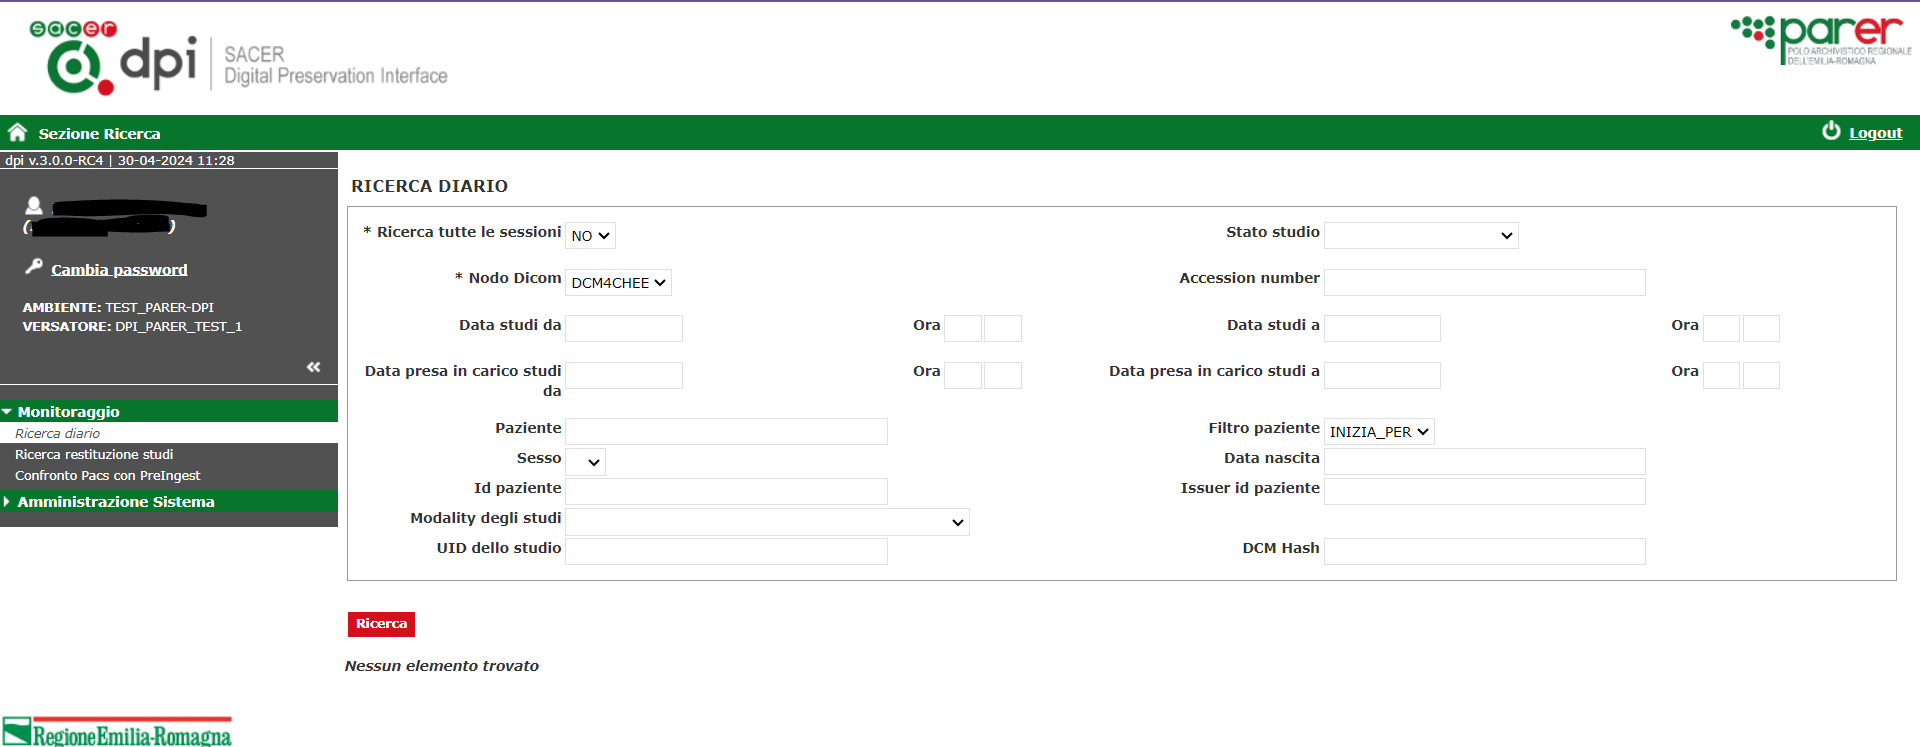 sacer
dpi
SACER
Digital Preservation Interface
parer
POLO ARCHIVISTICO REGIONALE
DELL'EMILIA-ROMAGNA
Sezione Ricerca
Logout
dpi v.3.0.0-RC4 | 30-04-2024 11:28
( )
Cambia password
AMBIENTE: TEST_PARER-DPI
VERSATORE: DPI_PARER_TEST_1
Monitoraggio
Ricerca diario
Ricerca restituzione studi
Confronto Pacs con PreIngest
Amministrazione Sistema
RICERCA DIARIO
* Ricerca tutte le sessioni NO
Stato studio
* Nodo Dicom DCM4CHEE
Accession number
Data studi da
Ora
Data studi a
Ora
Data presa in carico studi
da
Ora
Data presa in carico studi a
Ora
Paziente
Filtro paziente INIZIA_PER
Sesso
Data nascita
Id paziente
Issuer id paziente
Modality degli studi
UID dello studio
DCM Hash
Ricerca
Nessun elemento trovato
RegioneEmilia-Romagna